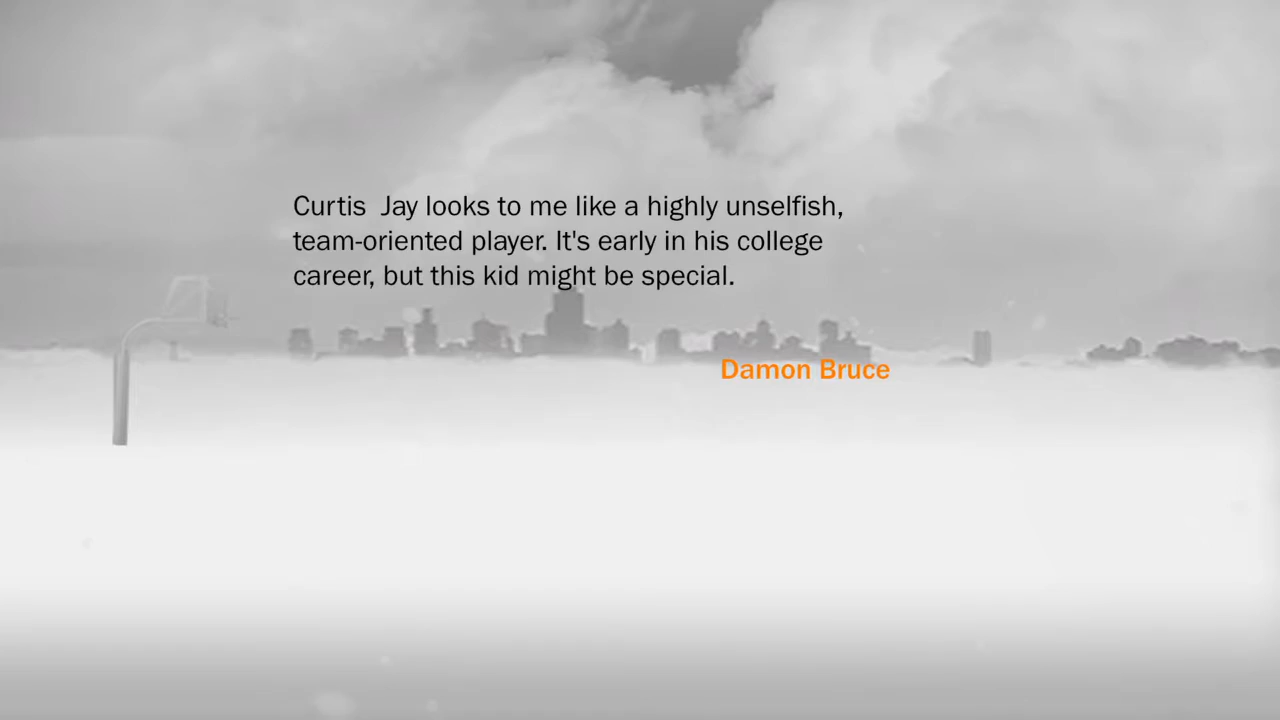 Curtis  Jay looks to me like a highly unselfish,
team-oriented player. It's early in his college
career, but this kid might be special.
Damon Bruce